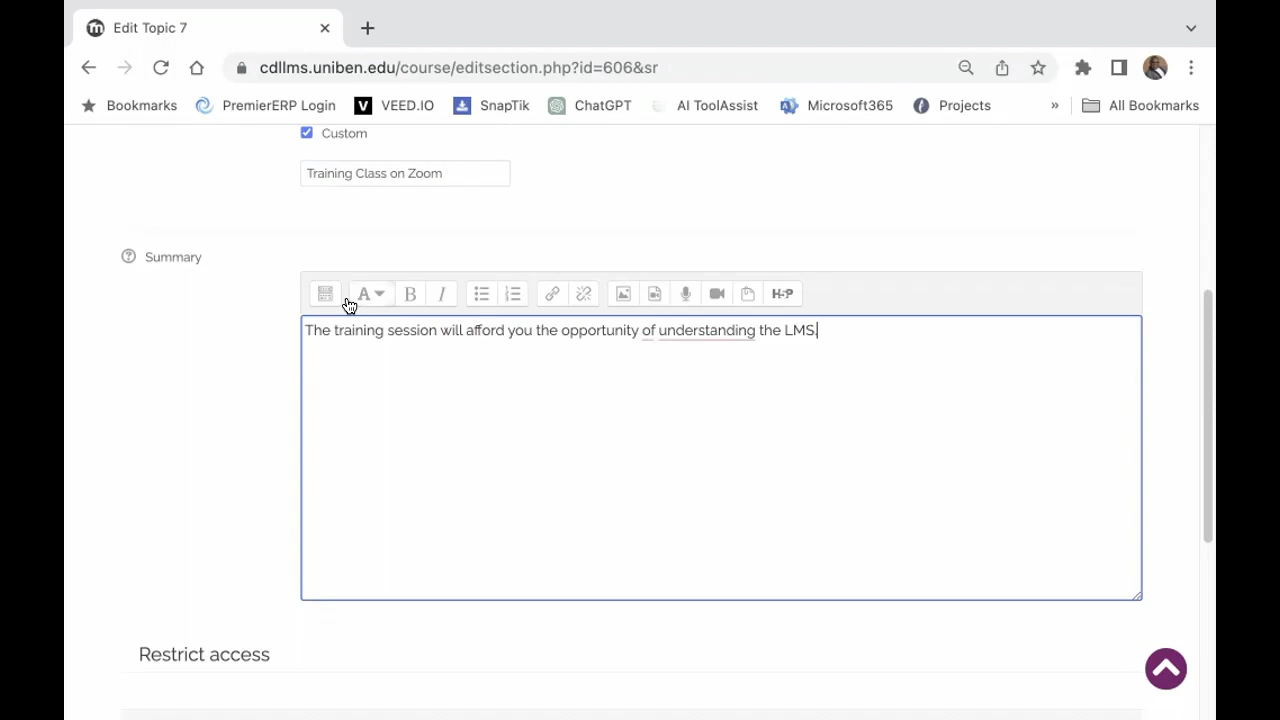 Edit Topic 7
cdllms.uniben.edu/course/editsection.php?id=606&sr
Bookmarks PremierERP Login VEED.IO SnapTik ChatGPT AI ToolAssist Microsoft365 Projects » All Bookmarks
Custom
Training Class on Zoom
Summary
A B I H-P
The training session will afford you the opportunity of understanding the LMS.
Restrict access